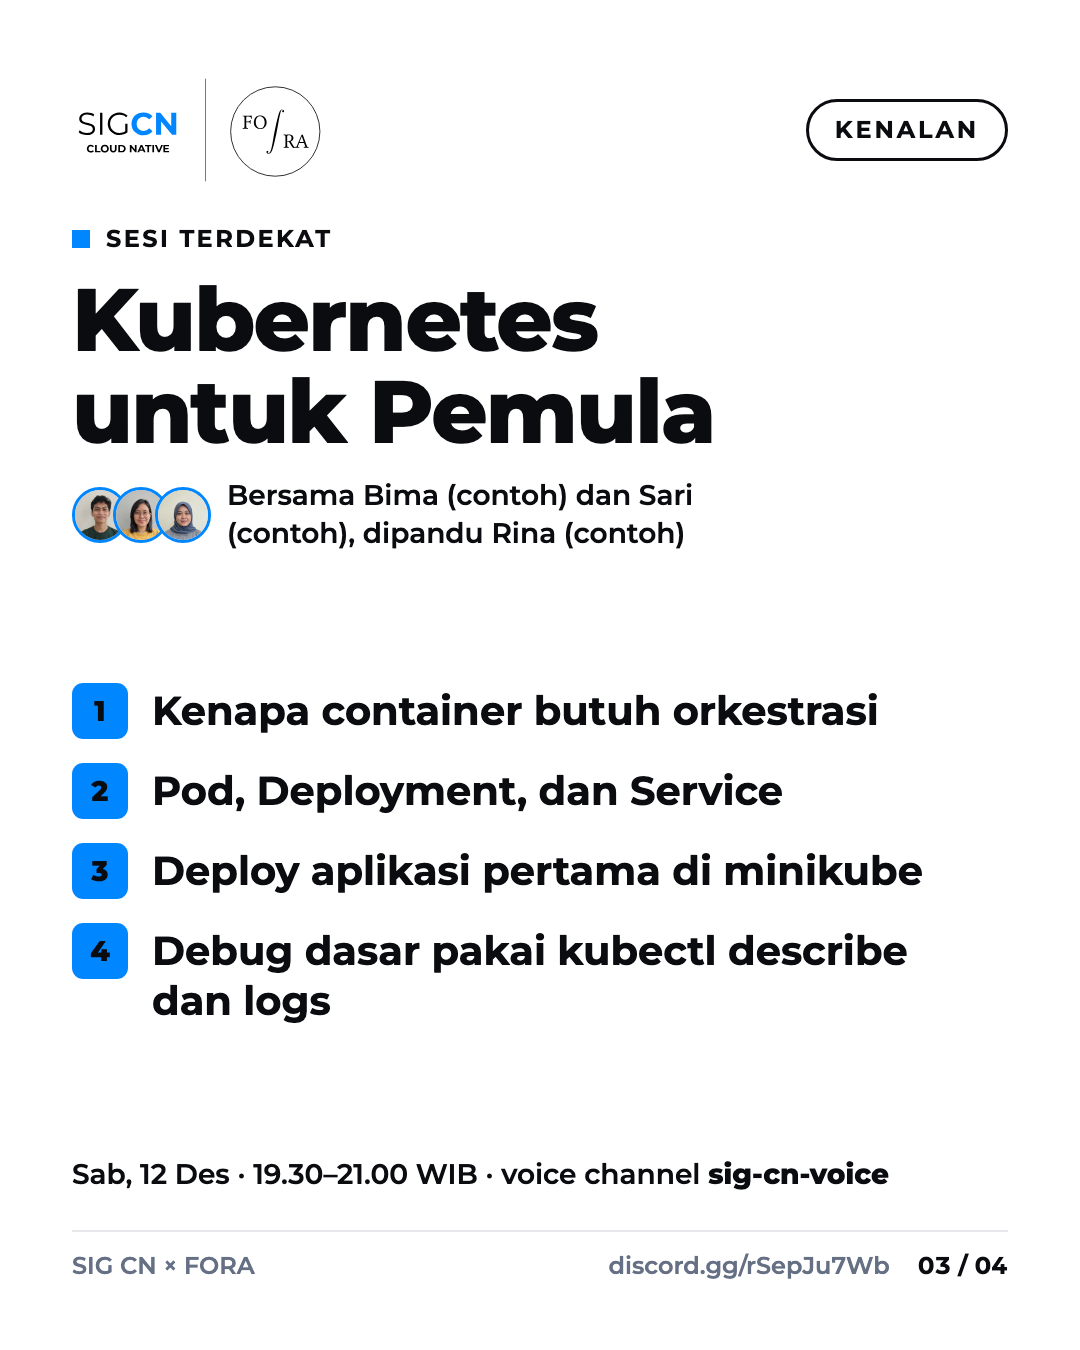 SIGCN
CLOUD NATIVE
FO
RA
KENALAN
SESI TERDEKAT
Kubernetes
untuk Pemula
Bersama Bima (contoh) dan Sari
(contoh), dipandu Rina (contoh)
1 Kenapa container butuh orkestrasi
2 Pod, Deployment, dan Service
3 Deploy aplikasi pertama di minikube
4 Debug dasar pakai kubectl describe
dan logs
Sab, 12 Des · 19.30–21.00 WIB · voice channel sig-cn-voice
SIG CN × FORA
discord.gg/rSepJu7Wb 03 / 04